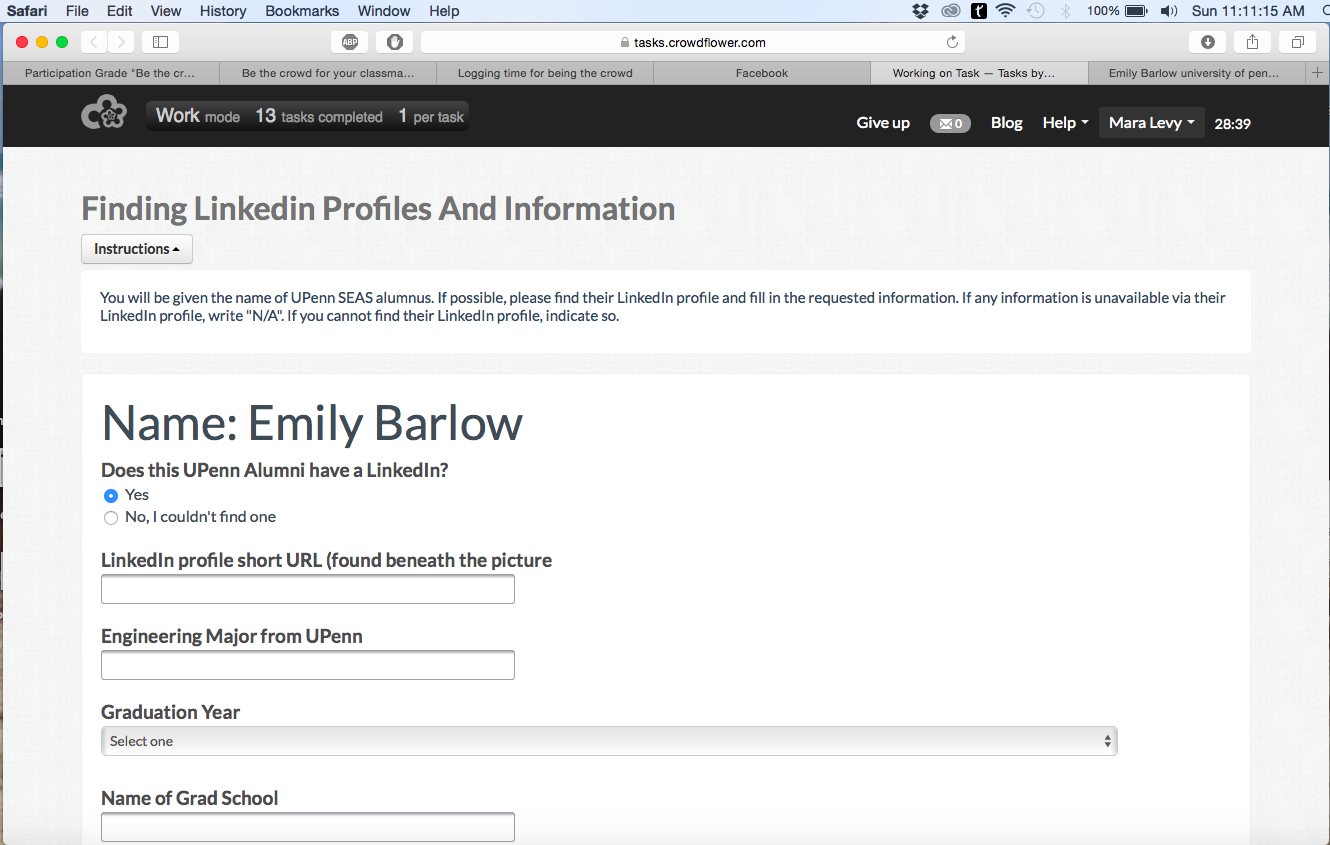 Safari File Edit View History Bookmarks Window Help 100% Sun 11:11:15 AM
ABP tasks.crowdflower.com
Participation Grade "Be the cr... Be the crowd for your classma... Logging time for being the crowd Facebook Working on Task — Tasks by... Emily Barlow university of pen...
Work mode 13 tasks completed 1 per task Give up 0 Blog Help Mara Levy 28:39
Finding Linkedin Profiles And Information
Instructions
You will be given the name of UPenn SEAS alumnus. If possible, please find their LinkedIn profile and fill in the requested information. If any information is unavailable via their
LinkedIn profile, write "N/A". If you cannot find their LinkedIn profile, indicate so.
Name: Emily Barlow
Does this UPenn Alumni have a LinkedIn?
Yes
No, I couldn't find one
LinkedIn profile short URL (found beneath the picture
Engineering Major from UPenn
Graduation Year
Select one
Name of Grad School